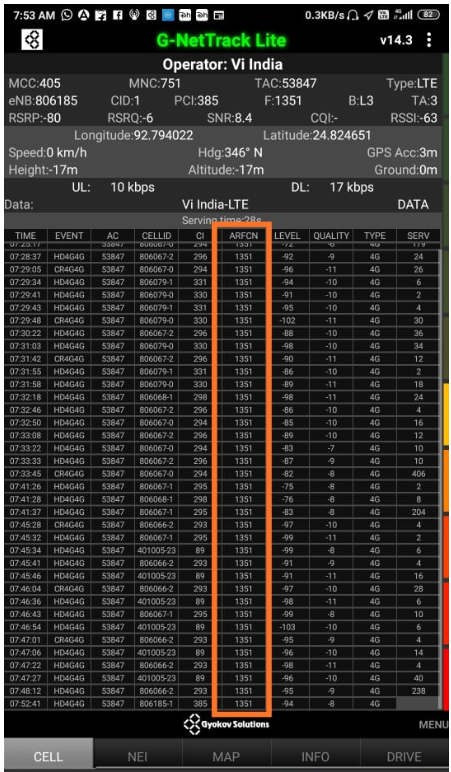 7:53 AM 0.3KB/s 82
G-NetTrack Lite v14.3
Operator: Vi India
MCC:405 MNC:751 TAC:53847 Type:LTE
eNB:806185 CID:1 PCI:385 F:1351 B:L3 TA:3
RSRP:-80 RSRQ:-6 SNR:8.4 CQI:- RSSI:-63
Longitude:92.794022 Latitude:24.824651
Speed:0 km/h Hdg:346° N GPS Acc:3m
Height:-17m Altitude:-17m Ground:0m
UL: 10 kbps DL: 17 kbps
Data: Vi India-LTE DATA
Serving time:28s
TIME EVENT AC CELLID CI ARFCN LEVEL QUALITY TYPE SERV
07:28:37 HD4G4G 53847 806067-2 296 1351 -92 -9 4G 24
07:29:05 CR4G4G 53847 806067-0 294 1351 -96 -11 4G 26
07:29:34 HD4G4G 53847 806079-1 331 1351 -94 -10 4G 6
07:29:41 HD4G4G 53847 806079-0 330 1351 -91 -10 4G 2
07:29:43 HD4G4G 53847 806079-1 331 1351 -95 -10 4G 4
07:29:48 CR4G4G 53847 806079-0 330 1351 -102 -11 4G 30
07:30:22 HD4G4G 53847 806067-2 296 1351 -88 -10 4G 36
07:31:03 HD4G4G 53847 806079-0 330 1351 -98 -10 4G 34
07:31:42 CR4G4G 53847 806067-2 296 1351 -90 -11 4G 12
07:31:55 HD4G4G 53847 806079-1 331 1351 -86 -10 4G 2
07:31:58 HD4G4G 53847 806079-0 330 1351 -89 -11 4G 18
07:32:18 HD4G4G 53847 806068-1 298 1351 -98 -11 4G 24
07:32:46 HD4G4G 53847 806067-2 296 1351 -86 -10 4G 4
07:32:50 HD4G4G 53847 806067-0 294 1351 -85 -10 4G 16
07:33:08 HD4G4G 53847 806067-2 296 1351 -89 -10 4G 12
07:33:22 HD4G4G 53847 806067-0 294 1351 -83 -7 4G 10
07:33:33 HD4G4G 53847 806067-2 296 1351 -87 -9 4G 10
07:33:45 CR4G4G 53847 806067-0 294 1351 -82 -8 4G 406
07:41:26 HD4G4G 53847 806067-1 295 1351 -75 -8 4G 2
07:41:28 HD4G4G 53847 806068-1 298 1351 -76 -8 4G 8
07:41:37 HD4G4G 53847 806067-1 295 1351 -83 -8 4G 204
07:45:28 CR4G4G 53847 806066-2 293 1351 -97 -10 4G 4
07:45:32 HD4G4G 53847 806067-1 295 1351 -99 -11 4G 2
07:45:34 HD4G4G 53847 401005-23 89 1351 -99 -8 4G 6
07:45:41 HD4G4G 53847 806066-2 293 1351 -91 -9 4G 4
07:45:46 HD4G4G 53847 401005-23 89 1351 -91 -11 4G 16
07:46:04 CR4G4G 53847 806066-2 293 1351 -97 -10 4G 28
07:46:36 HD4G4G 53847 401005-23 89 1351 -98 -11 4G 6
07:46:43 HD4G4G 53847 806067-1 295 1351 -99 -8 4G 10
07:46:54 HD4G4G 53847 401005-23 89 1351 -103 -10 4G 6
07:47:01 CR4G4G 53847 806066-2 293 1351 -95 -9 4G 4
07:47:06 HD4G4G 53847 401005-23 89 1351 -96 -10 4G 14
07:47:22 HD4G4G 53847 806066-2 293 1351 -98 -11 4G 4
07:47:27 HD4G4G 53847 401005-23 89 1351 -96 -10 4G 40
07:48:12 HD4G4G 53847 806066-2 293 1351 -95 -9 4G 238
07:52:41 HD4G4G 53847 806185-1 385 1351 -94 -8 4G
Gyokov Solutions MENU
CELL NEI MAP INFO DRIVE